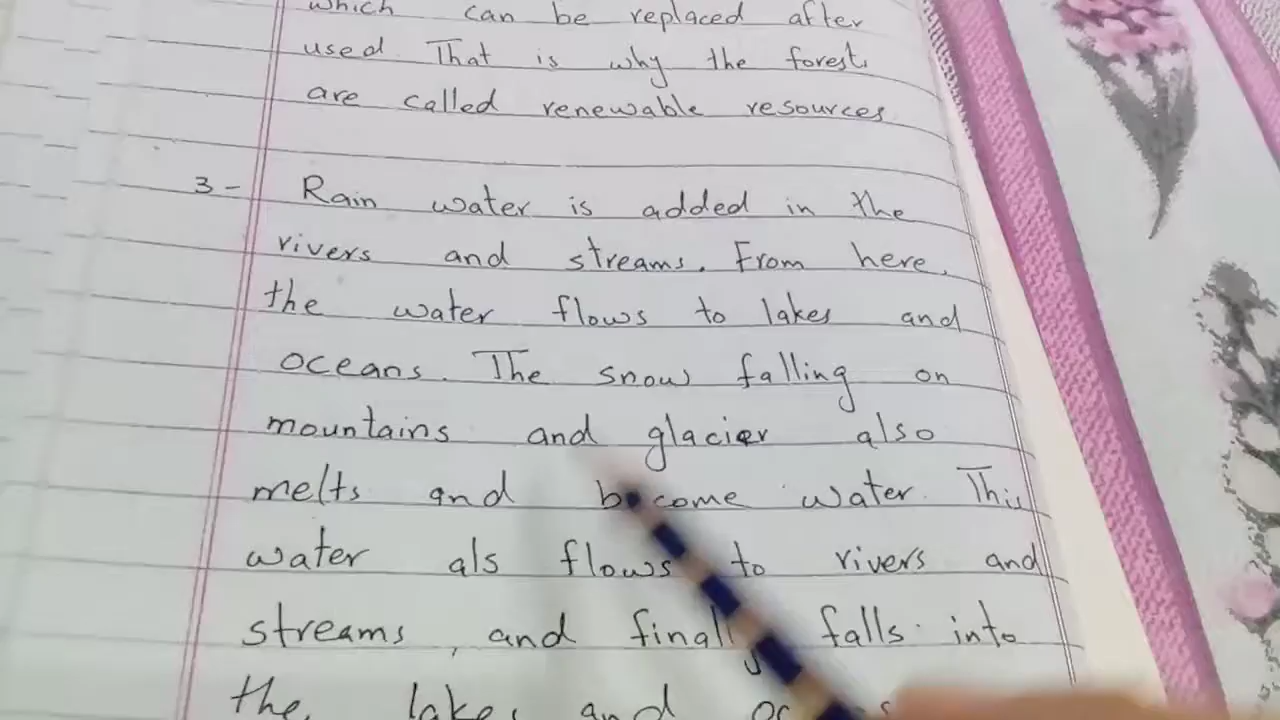 which can be replaced after
used. That is why the forest
are called renewable resources
3- Rain water is added in the
rivers and streams. From here,
the water flows to lakes and
oceans. The snow falling on
mountains and glacier also
melts and become water. This
water als flows to rivers and
streams, and finally falls into
the lakes and